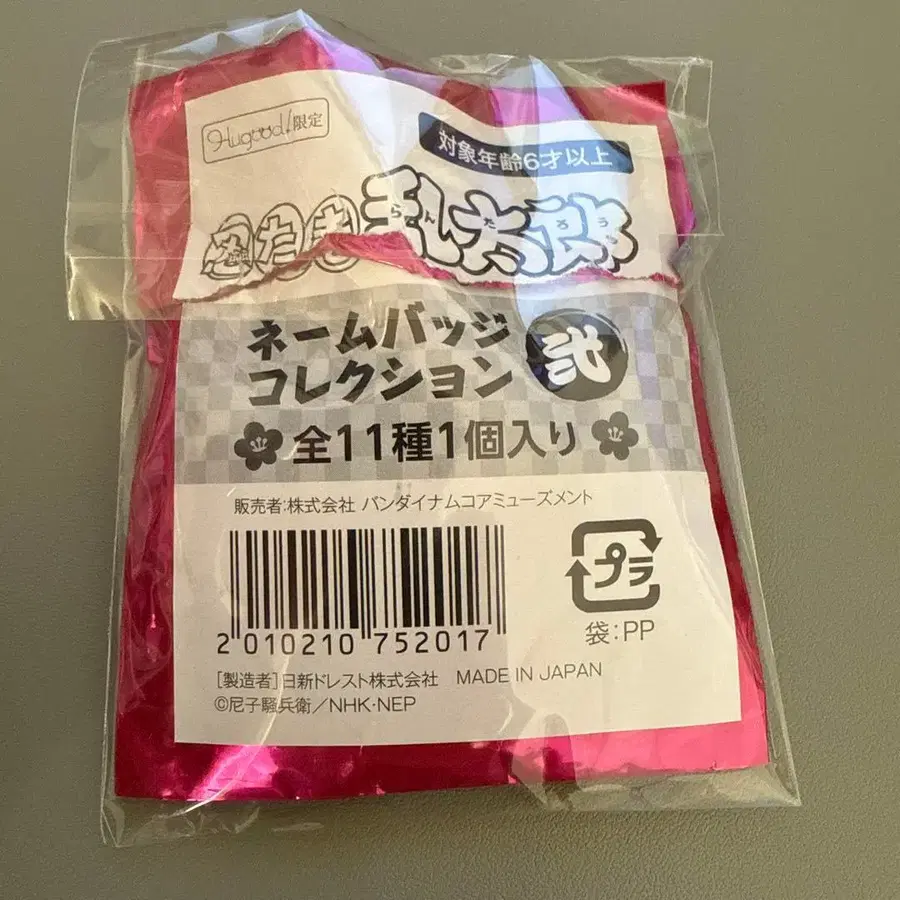 Hugood!限定
対象年齢6才以上
忍たま乱太郎
らんたろう
ネームバッジ
コレクション 弐
全11種1個入り
販売者:株式会社 バンダイナムコアミューズメント
2 010210 752017
プラ
袋:PP
[製造者]日新ドレスト株式会社 MADE IN JAPAN
©尼子騒兵衛/NHK・NEP